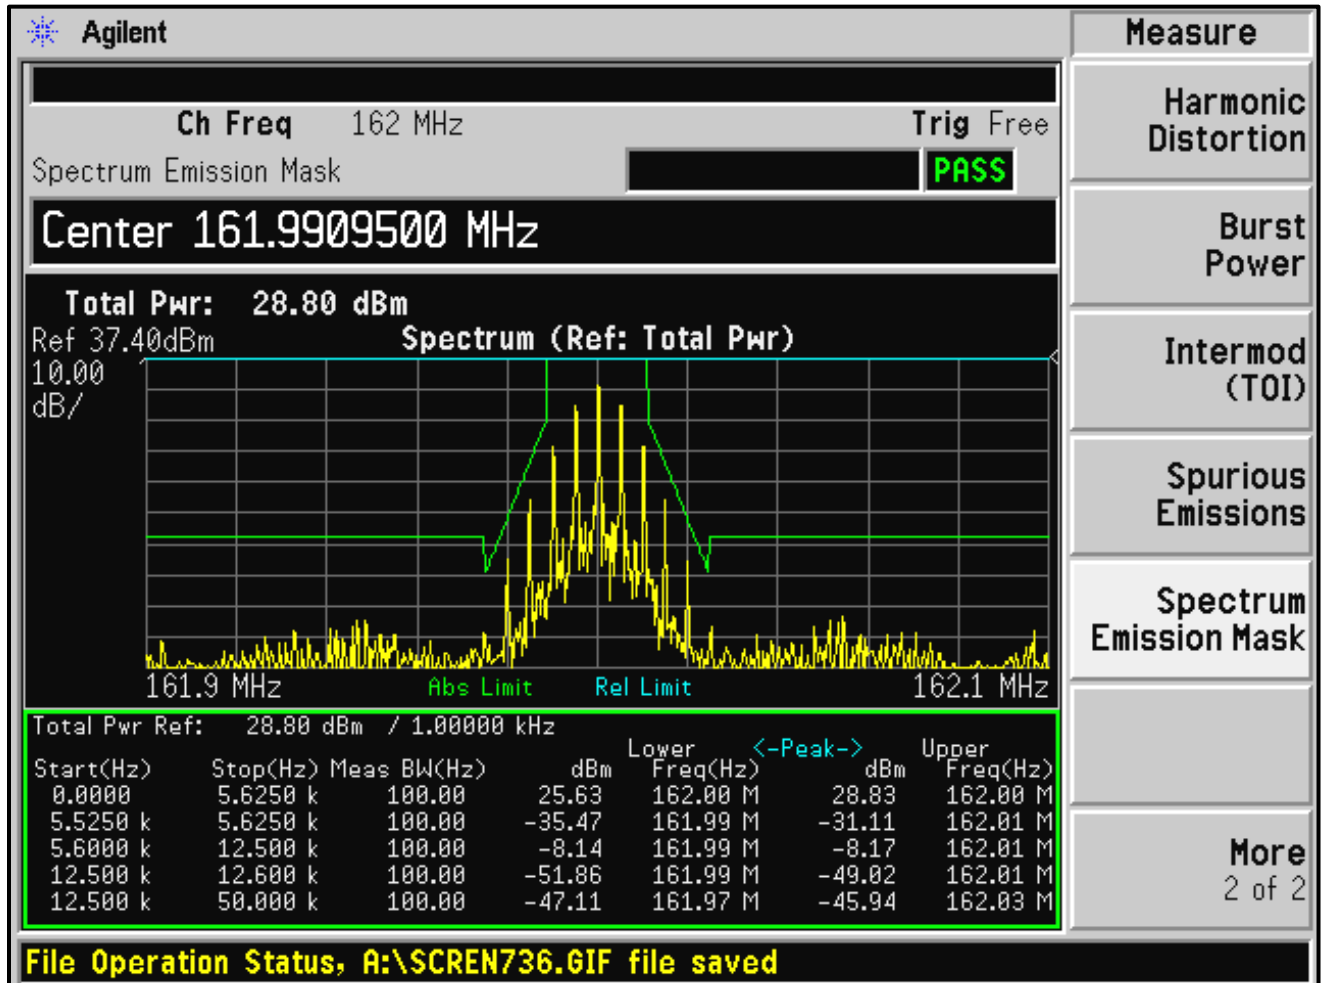 Agilent
Measure
Ch Freq 162 MHz Trig Free
Spectrum Emission Mask PASS
Center 161.9909500 MHz
Total Pwr: 28.80 dBm
Ref 37.40dBm Spectrum (Ref: Total Pwr)
10.00
dB/
161.9 MHz Abs Limit Rel Limit 162.1 MHz
Total Pwr Ref: 28.80 dBm / 1.00000 kHz
Lower <-Peak-> Upper
Start(Hz) Stop(Hz) Meas BW(Hz) dBm Freq(Hz) dBm Freq(Hz)
0.0000 5.6250 k 100.00 25.63 162.00 M 28.83 162.00 M
5.5250 k 5.6250 k 100.00 -35.47 161.99 M -31.11 162.01 M
5.6000 k 12.500 k 100.00 -8.14 161.99 M -8.17 162.01 M
12.500 k 12.600 k 100.00 -51.86 161.99 M -49.02 162.01 M
12.500 k 50.000 k 100.00 -47.11 161.97 M -45.94 162.03 M
Harmonic
Distortion
Burst
Power
Intermod
(TOI)
Spurious
Emissions
Spectrum
Emission Mask
More
2 of 2
File Operation Status, A:\SCREN736.GIF file saved